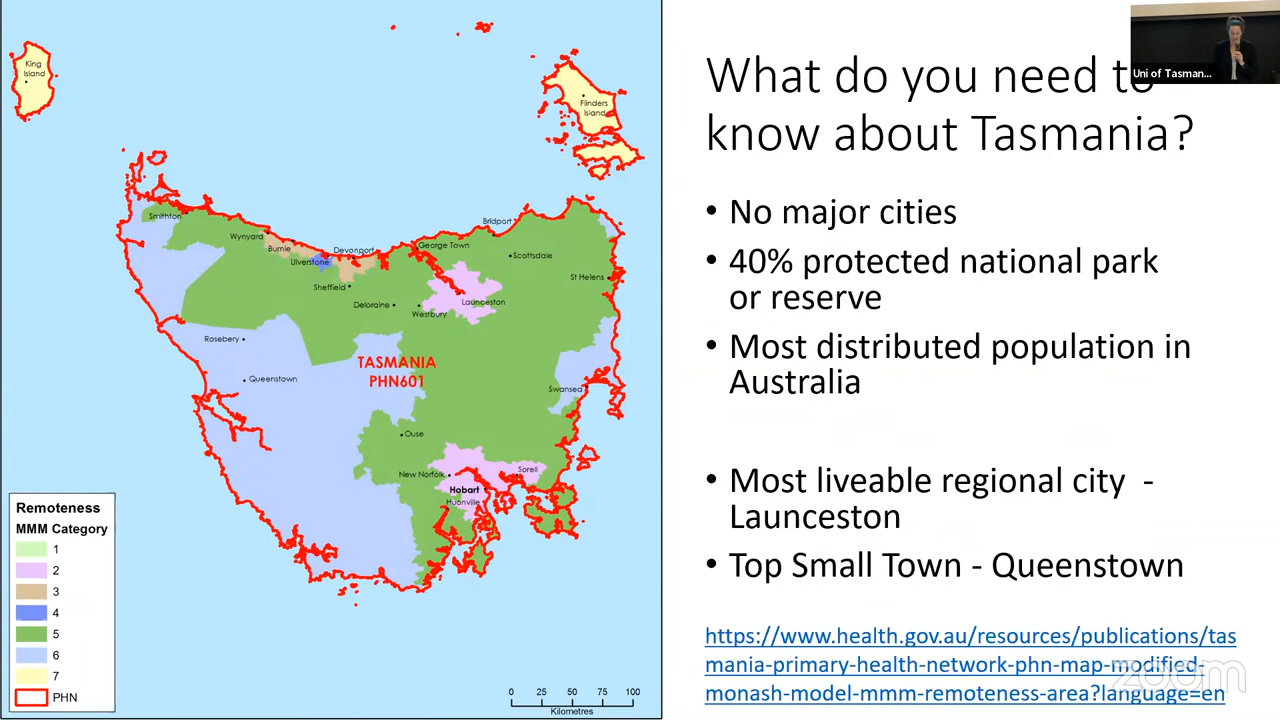 King
Island
Flinders
Island
Smithton
Wynyard
Burnie
Ulverstone
Devonport
Sheffield
George Town
Bridport
Scottsdale
St Helens
Deloraine
Westbury
Launceston
Rosebery
Queenstown
TASMANIA
PHN601
Swansea
Ouse
New Norfolk
Sorell
Hobart
Huonville
Remoteness
MMM Category
1
2
3
4
5
6
7
PHN
0 25 50 75 100
Kilometres
What do you need to
know about Tasmania?
Uni of Tasman...
• No major cities
• 40% protected national park
or reserve
• Most distributed population in
Australia
• Most liveable regional city -
Launceston
• Top Small Town - Queenstown
https://www.health.gov.au/resources/publications/tas
mania-primary-health-network-phn-map-modified-
monash-model-mmm-remoteness-area?language=en
zoom